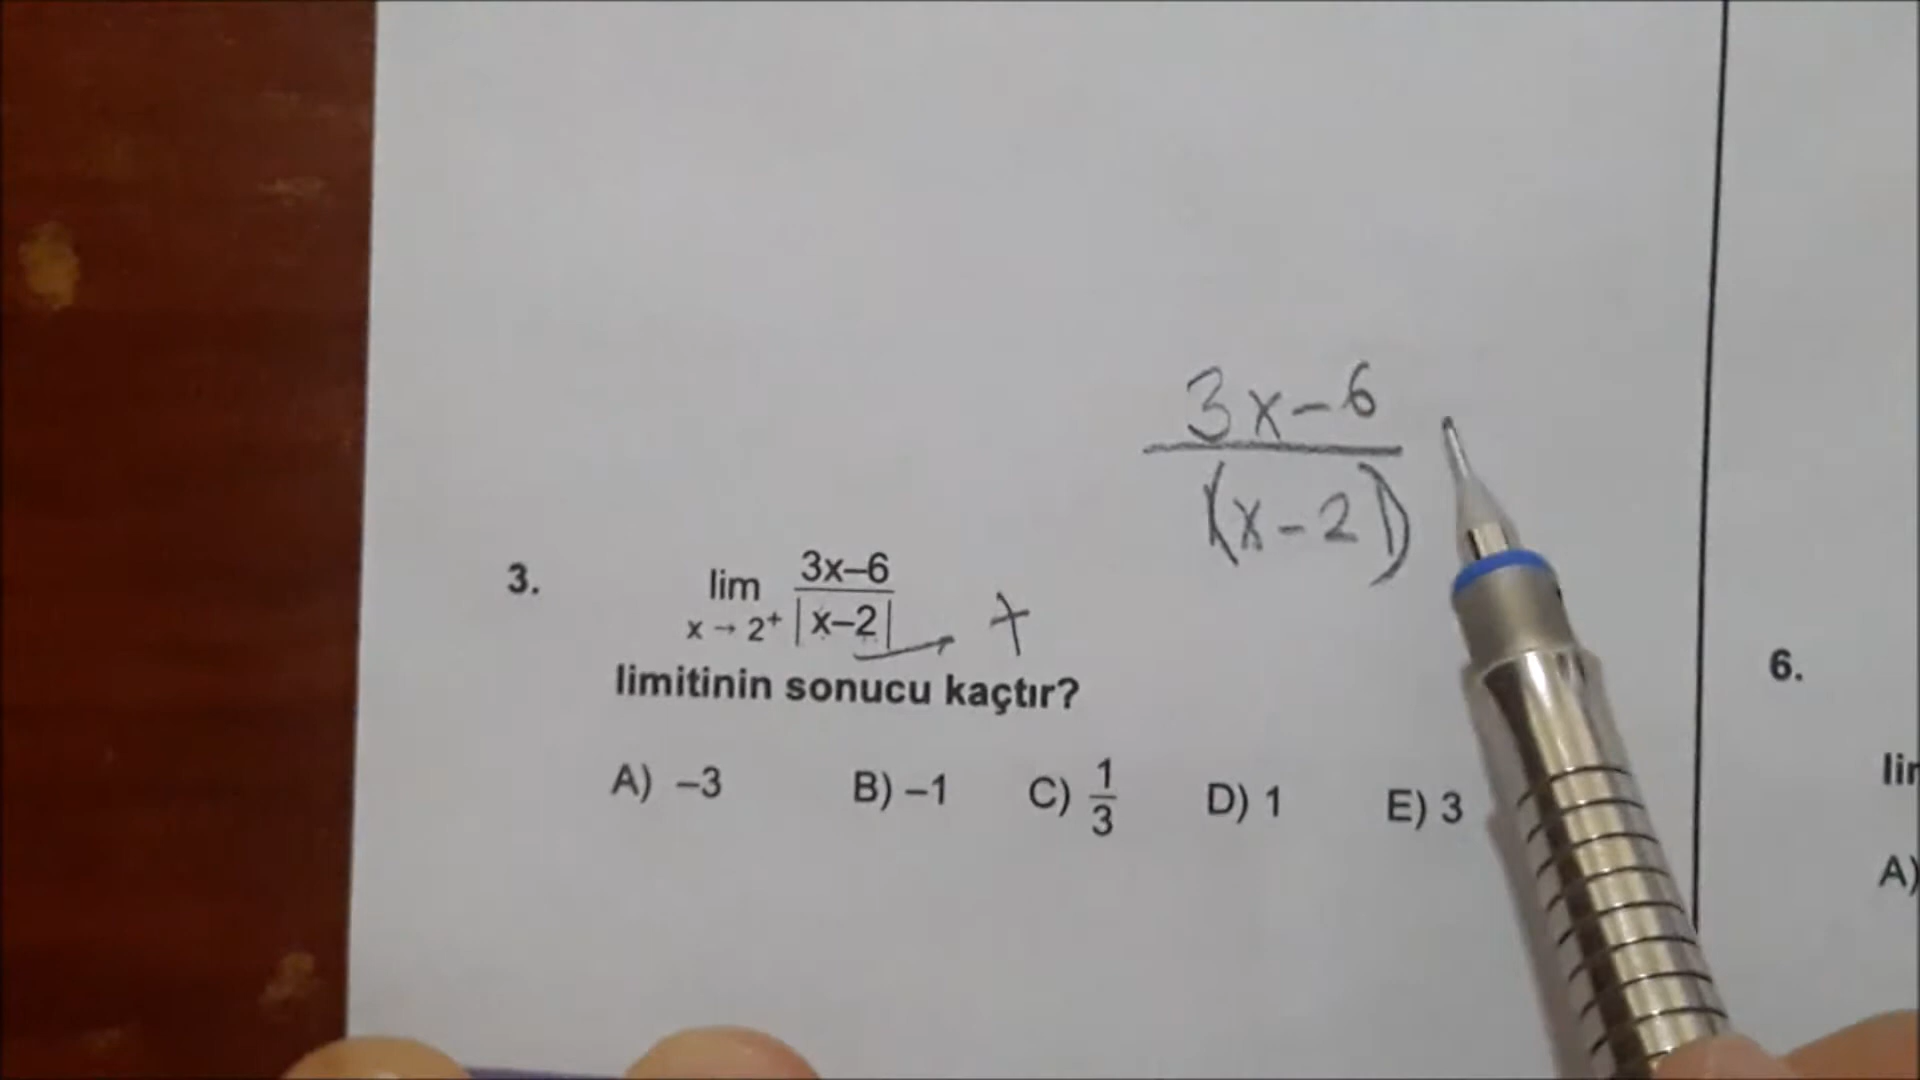 3x-6
(x-2)
3.
lim 3x–6
x → 2+ |x–2| +
limitinin sonucu kaçtır?
A) –3 B) –1 C) 1/3 D) 1 E) 3
6.
A)